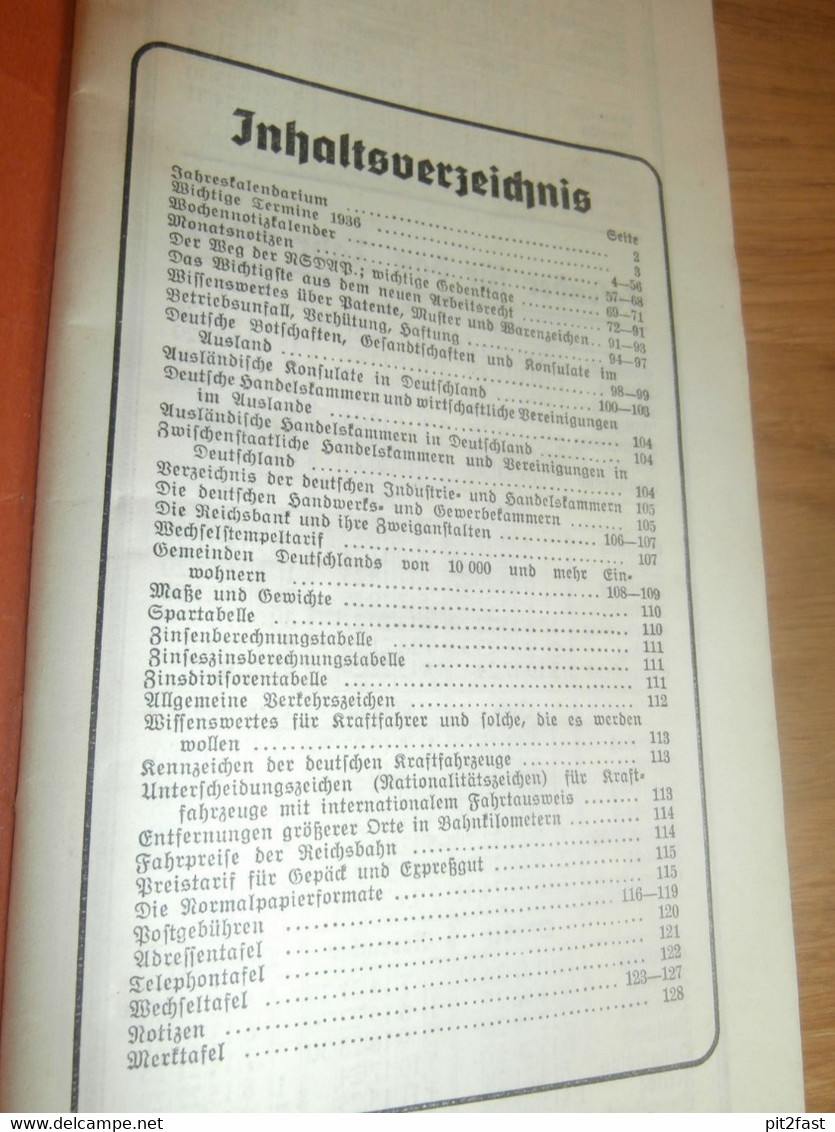 Inhaltsverzeichnis
Seite
Jahreskalendarium ........ 2
Wichtige Termine 1936 ........ 3
Wochennotizkalender ........ 4—56
Monatsnotizen ........ 57—68
Der Weg der NSDAP.; wichtige Gedenktage ........ 69—71
Das Wichtigste aus dem neuen Arbeitsrecht ........ 72—91
Wissenswertes über Patente, Muster und Warenzeichen.. 91—93
Betriebsunfall, Verhütung, Haftung ........ 94—97
Deutsche Botschaften, Gesandtschaften und Konsulate im
Ausland ........ 98—99
Ausländische Konsulate in Deutschland ........ 100—103
Deutsche Handelskammern und wirtschaftliche Vereinigungen
im Auslande ........ 104
Ausländische Handelskammern in Deutschland ........ 104
Zwischenstaatliche Handelskammern und Vereinigungen in
Deutschland ........ 104
Verzeichnis der deutschen Industrie- und Handelskammern 105
Die deutschen Handwerks- und Gewerbekammern ........ 105
Die Reichsbank und ihre Zweiganstalten ........ 106—107
Wechselstempeltarif ........ 107
Gemeinden Deutschlands von 10 000 und mehr Ein-
wohnern ........ 108—109
Maße und Gewichte ........ 110
Spartabelle ........ 110
Zinsenberechnungstabelle ........ 111
Zinseszinsberechnungstabelle ........ 111
Zinsdivisorentabelle ........ 111
Allgemeine Verkehrszeichen ........ 112
Wissenswertes für Kraftfahrer und solche, die es werden
wollen ........ 113
Kennzeichen der deutschen Kraftfahrzeuge ........ 113
Unterscheidungszeichen (Nationalitätszeichen) für Kraft-
fahrzeuge mit internationalem Fahrtausweis ........ 113
Entfernungen größerer Orte in Bahnkilometern ........ 114
Fahrpreise der Reichsbahn ........ 114
Preistarif für Gepäck und Expreßgut ........ 115
Die Normalpapierformate ........ 115
Postgebühren ........ 116—119
Adressentafel ........ 120
Telephontafel ........ 121
Wechseltafel ........ 122
Notizen ........ 123—127
Merktafel ........ 128
www.delcampe.net
pit2fast